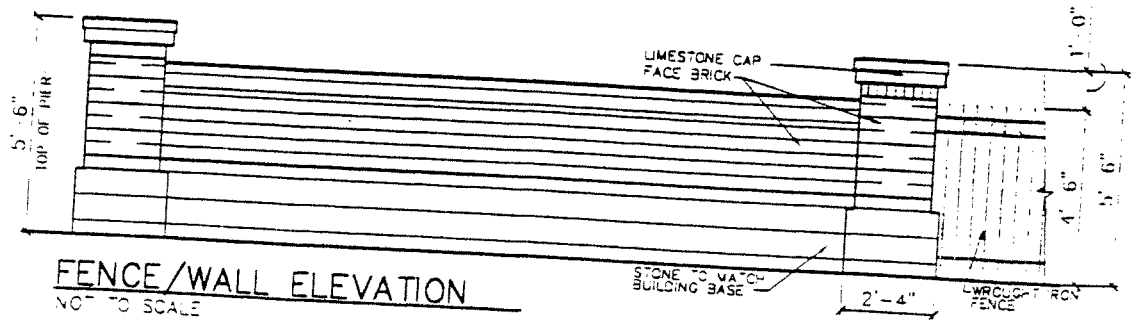 5'-6"
TOP OF PIER
LIMESTONE CAP
FACE BRICK
1'-0"
4'-6"
5'-6"
FENCE/WALL ELEVATION
NOT TO SCALE
STONE TO MATCH
BUILDING BASE
2'-4"
WROUGHT IRON
FENCE